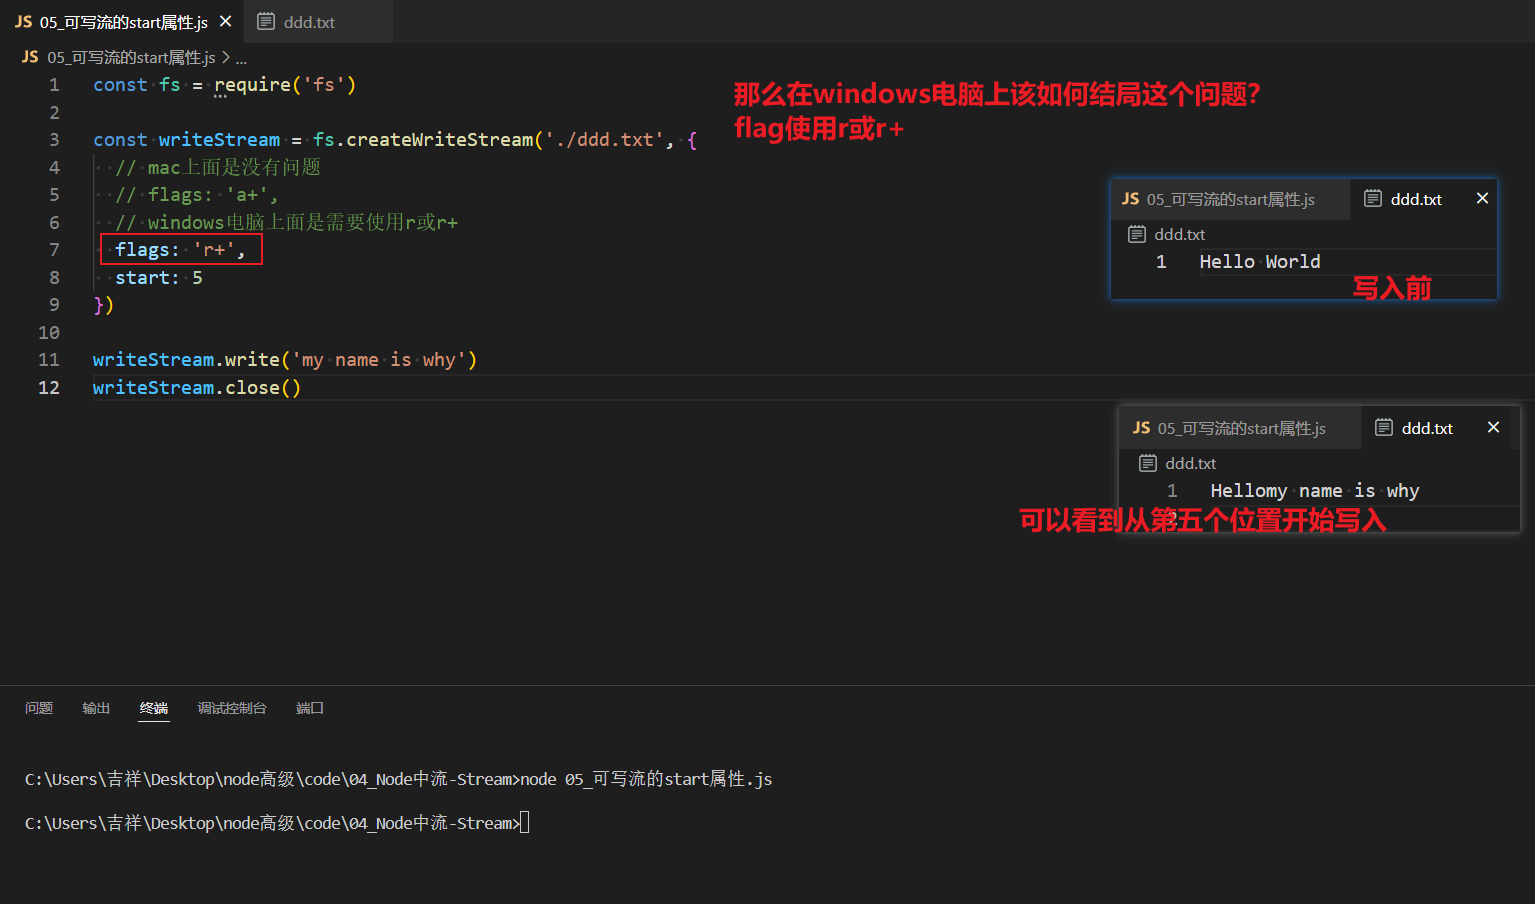 JS 05_可写流的start属性.js × ddd.txt
JS 05_可写流的start属性.js > ...
1 const fs = require('fs')
2
3 const writeStream = fs.createWriteStream('./ddd.txt', {
4 // mac上面是没有问题
5 // flags: 'a+',
6 // windows电脑上面是需要使用r或r+
7 flags: 'r+',
8 start: 5
9 })
10
11 writeStream.write('my name is why')
12 writeStream.close()
那么在windows电脑上该如何结局这个问题?
flag使用r或r+
JS 05_可写流的start属性.js ddd.txt ×
ddd.txt
1 Hello World
写入前
JS 05_可写流的start属性.js ddd.txt ×
ddd.txt
1 Hellomy name is why
2
可以看到从第五个位置开始写入
问题 输出 终端 调试控制台 端口
C:\Users\吉祥\Desktop\node高级\code\04_Node中流-Stream>node 05_可写流的start属性.js
C:\Users\吉祥\Desktop\node高级\code\04_Node中流-Stream>